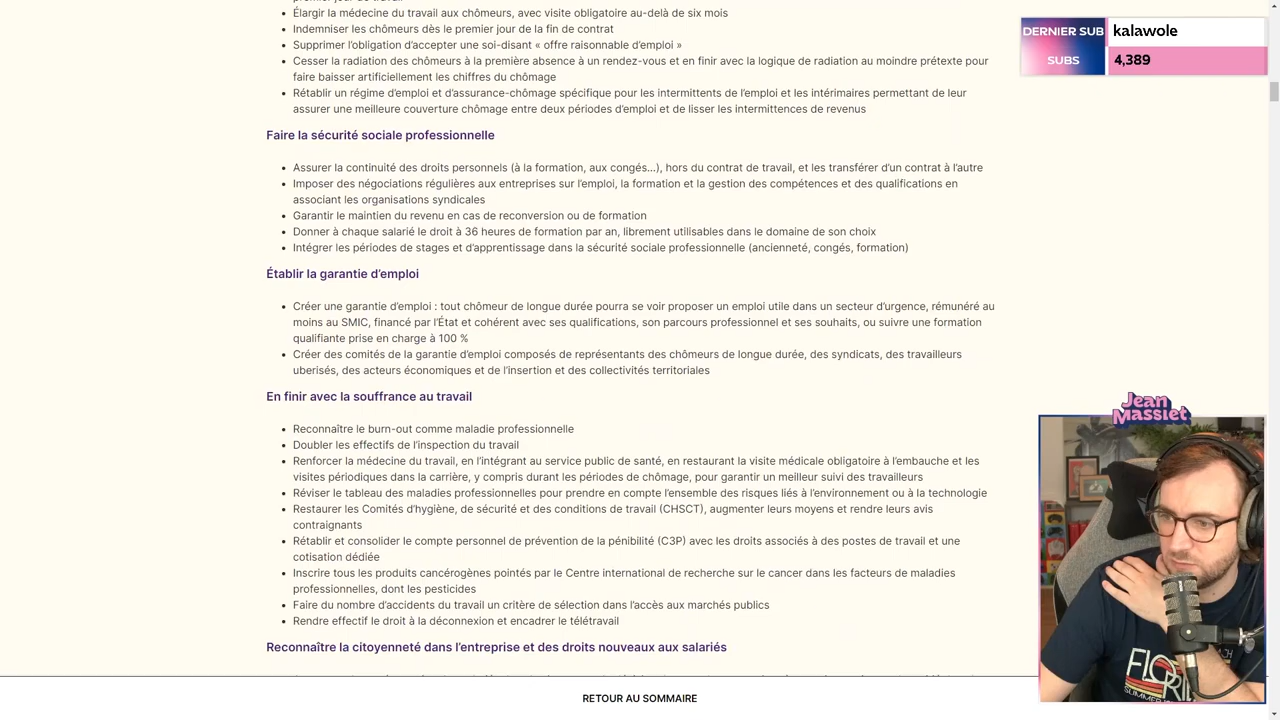 Élargir la médecine du travail aux chômeurs, avec visite obligatoire au-delà de six mois
Indemniser les chômeurs dès le premier jour de la fin de contrat
Supprimer l'obligation d'accepter une soi-disant « offre raisonnable d'emploi »
Cesser la radiation des chômeurs à la première absence à un rendez-vous et en finir avec la logique de radiation au moindre prétexte pour
faire baisser artificiellement les chiffres du chômage
Rétablir un régime d'emploi et d'assurance-chômage spécifique pour les intermittents de l'emploi et les intérimaires permettant de leur
assurer une meilleure couverture chômage entre deux périodes d'emploi et de lisser les intermittences de revenus
Faire la sécurité sociale professionnelle
Assurer la continuité des droits personnels (à la formation, aux congés…), hors du contrat de travail, et les transférer d'un contrat à l'autre
Imposer des négociations régulières aux entreprises sur l'emploi, la formation et la gestion des compétences et des qualifications en
associant les organisations syndicales
Garantir le maintien du revenu en cas de reconversion ou de formation
Donner à chaque salarié le droit à 36 heures de formation par an, librement utilisables dans le domaine de son choix
Intégrer les périodes de stages et d'apprentissage dans la sécurité sociale professionnelle (ancienneté, congés, formation)
Établir la garantie d'emploi
Créer une garantie d'emploi : tout chômeur de longue durée pourra se voir proposer un emploi utile dans un secteur d'urgence, rémunéré au
moins au SMIC, financé par l'État et cohérent avec ses qualifications, son parcours professionnel et ses souhaits, ou suivre une formation
qualifiante prise en charge à 100 %
Créer des comités de la garantie d'emploi composés de représentants des chômeurs de longue durée, des syndicats, des travailleurs
uberisés, des acteurs économiques et de l'insertion et des collectivités territoriales
En finir avec la souffrance au travail
Reconnaître le burn-out comme maladie professionnelle
Doubler les effectifs de l'inspection du travail
Renforcer la médecine du travail, en l'intégrant au service public de santé, en restaurant la visite médicale obligatoire à l'embauche et les
visites périodiques dans la carrière, y compris durant les périodes de chômage, pour garantir un meilleur suivi des travailleurs
Réviser le tableau des maladies professionnelles pour prendre en compte l'ensemble des risques liés à l'environnement ou à la technologie
Restaurer les Comités d'hygiène, de sécurité et des conditions de travail (CHSCT), augmenter leurs moyens et rendre leurs avis
contraignants
Rétablir et consolider le compte personnel de prévention de la pénibilité (C3P) avec les droits associés à des postes de travail et une
cotisation dédiée
Inscrire tous les produits cancérogènes pointés par le Centre international de recherche sur le cancer dans les facteurs de maladies
professionnelles, dont les pesticides
Faire du nombre d'accidents du travail un critère de sélection dans l'accès aux marchés publics
Rendre effectif le droit à la déconnexion et encadrer le télétravail
Reconnaître la citoyenneté dans l'entreprise et des droits nouveaux aux salariés
RETOUR AU SOMMAIRE
DERNIER SUB
kalawole
SUBS
4,389
Jean
Massiet